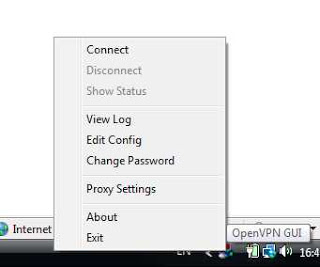 Connect
Disconnect
Show Status
View Log
Edit Config
Change Password
Proxy Settings
About
Exit
Internet
OpenVPN GUI
EN
16:4